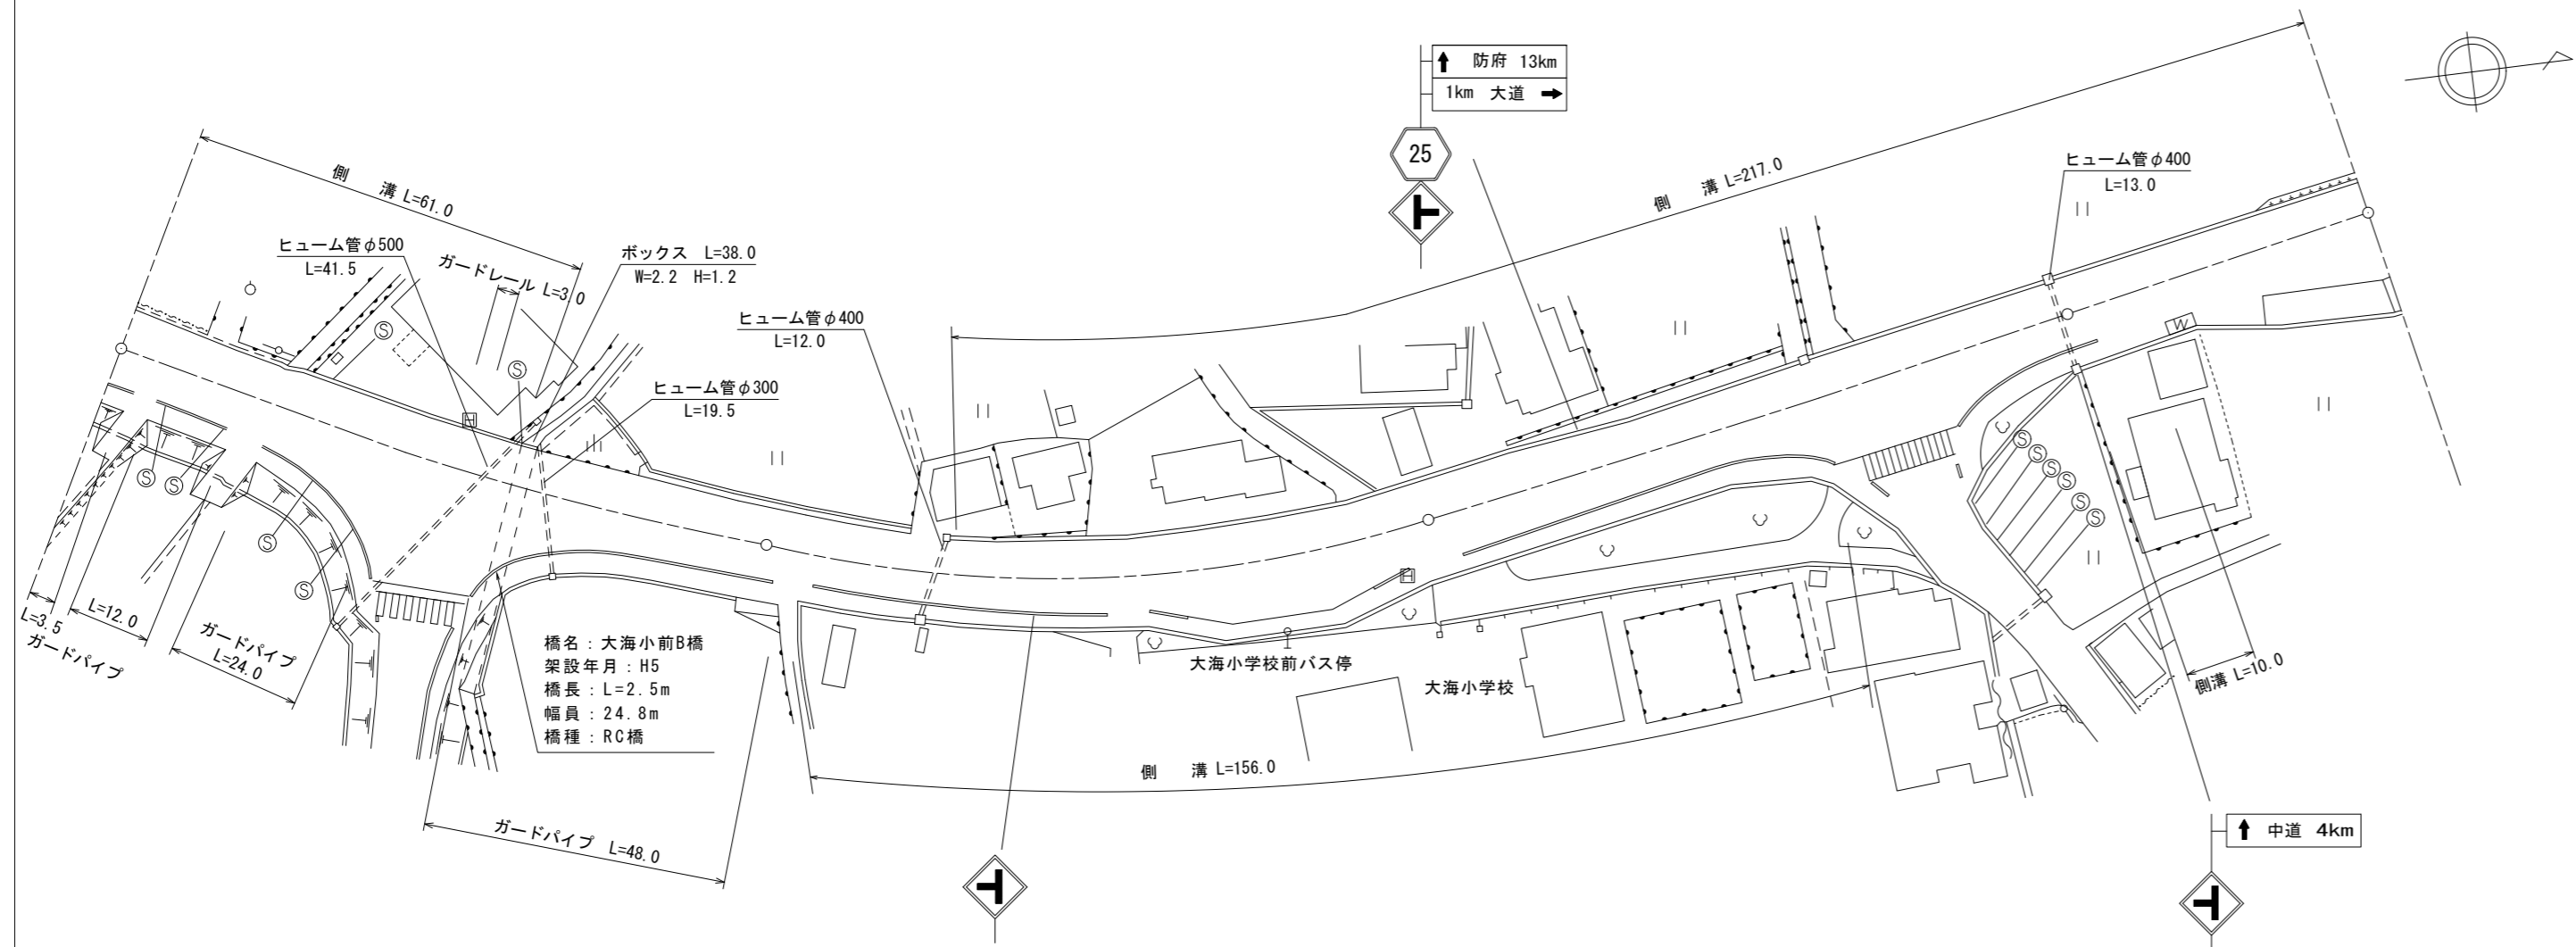 防府 13km
1km 大道
25
側 溝 L=217.0
ヒューム管φ400
L=13.0
側 溝 L=61.0
ヒューム管φ500
L=41.5
ガードレール L=3.0
ボックス L=38.0
W=2.2 H=1.2
ヒューム管φ400
L=12.0
ヒューム管φ300
L=19.5
S
S
H
W
S
S
S
S
S
S
S
S
S
S
H
L=3.5
ガードパイプ
L=12.0
ガードパイプ
L=24.0
橋名：大海小前B橋
架設年月：H5
橋長：L=2.5m
幅員：24.8m
橋種：RC橋
大海小学校前バス停
大海小学校
側溝 L=10.0
側 溝 L=156.0
ガードパイプ L=48.0
中道 4km